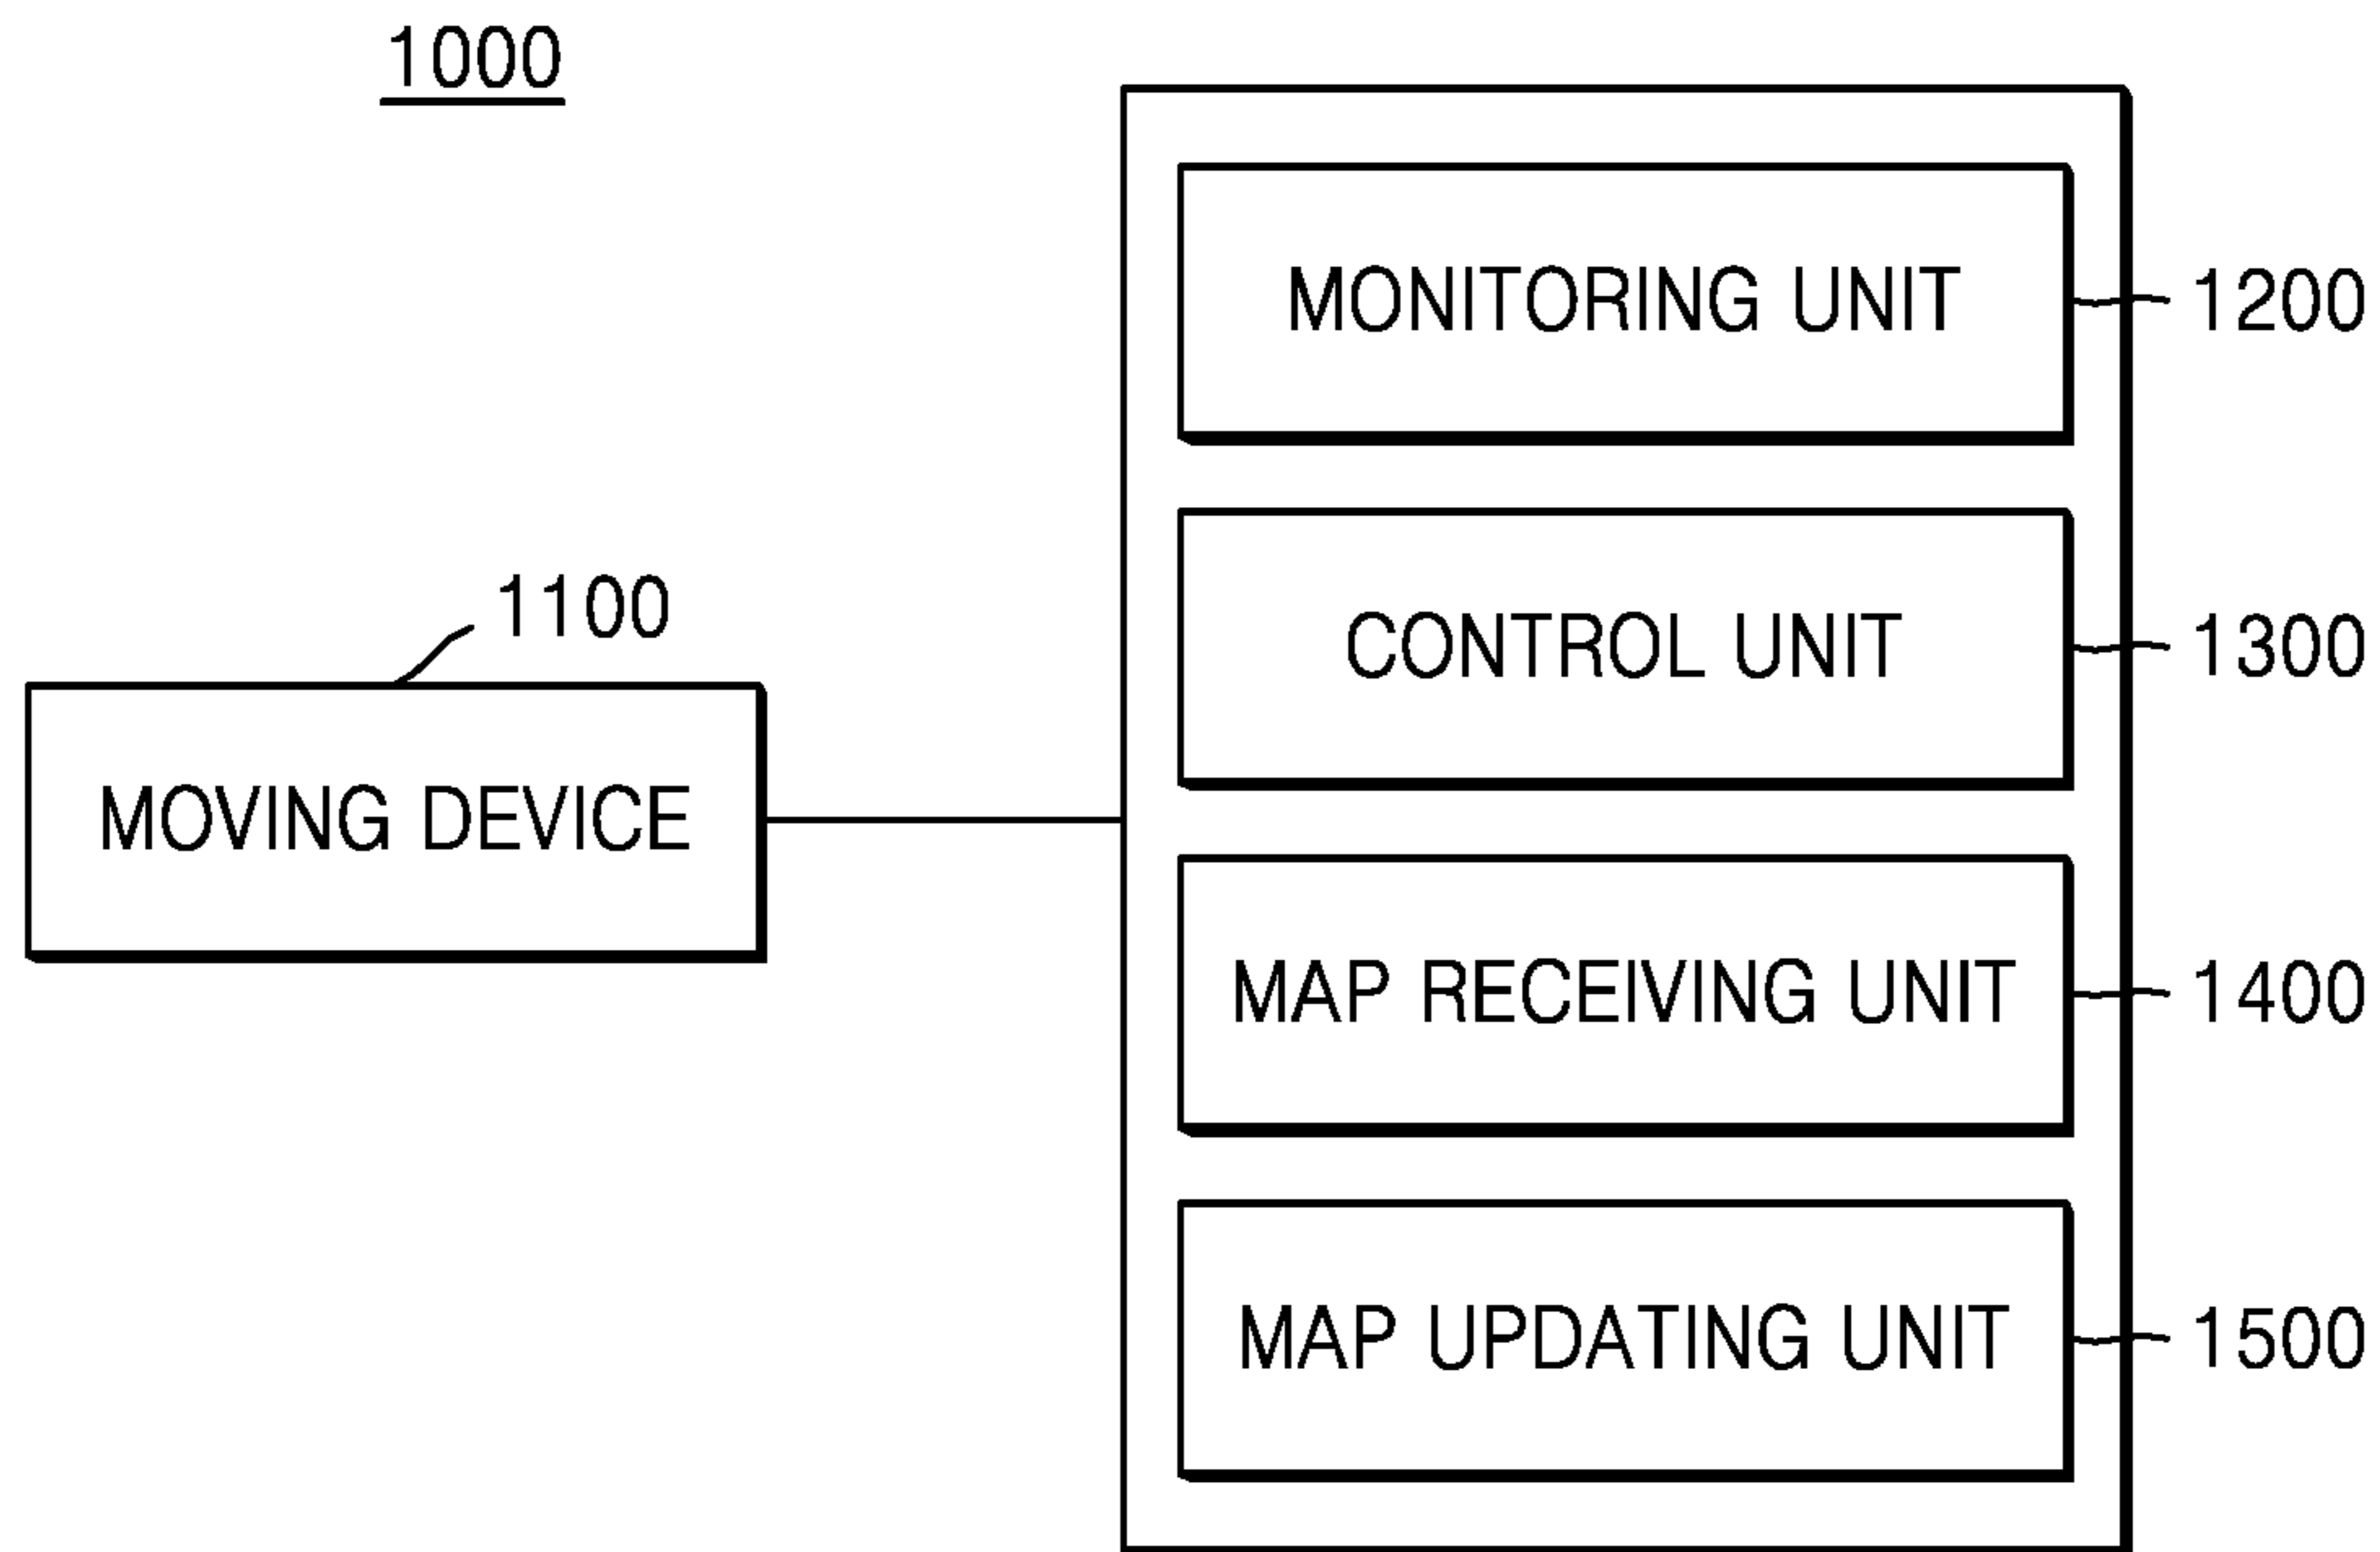 1000
MONITORING UNIT
1200
CONTROL UNIT
1300
1100
MOVING DEVICE
MAP RECEIVING UNIT
1400
MAP UPDATING UNIT
1500